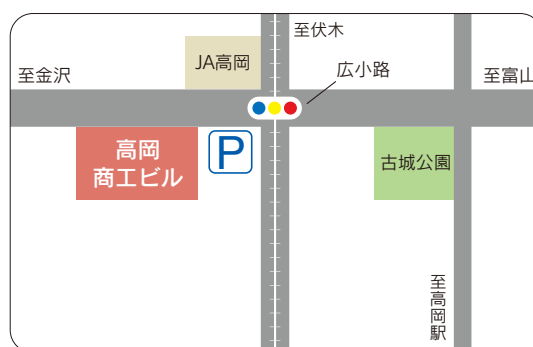 至伏木
JA高岡
至金沢
広小路
至富山
高岡
商工ビル
P
古城公園
至高岡駅